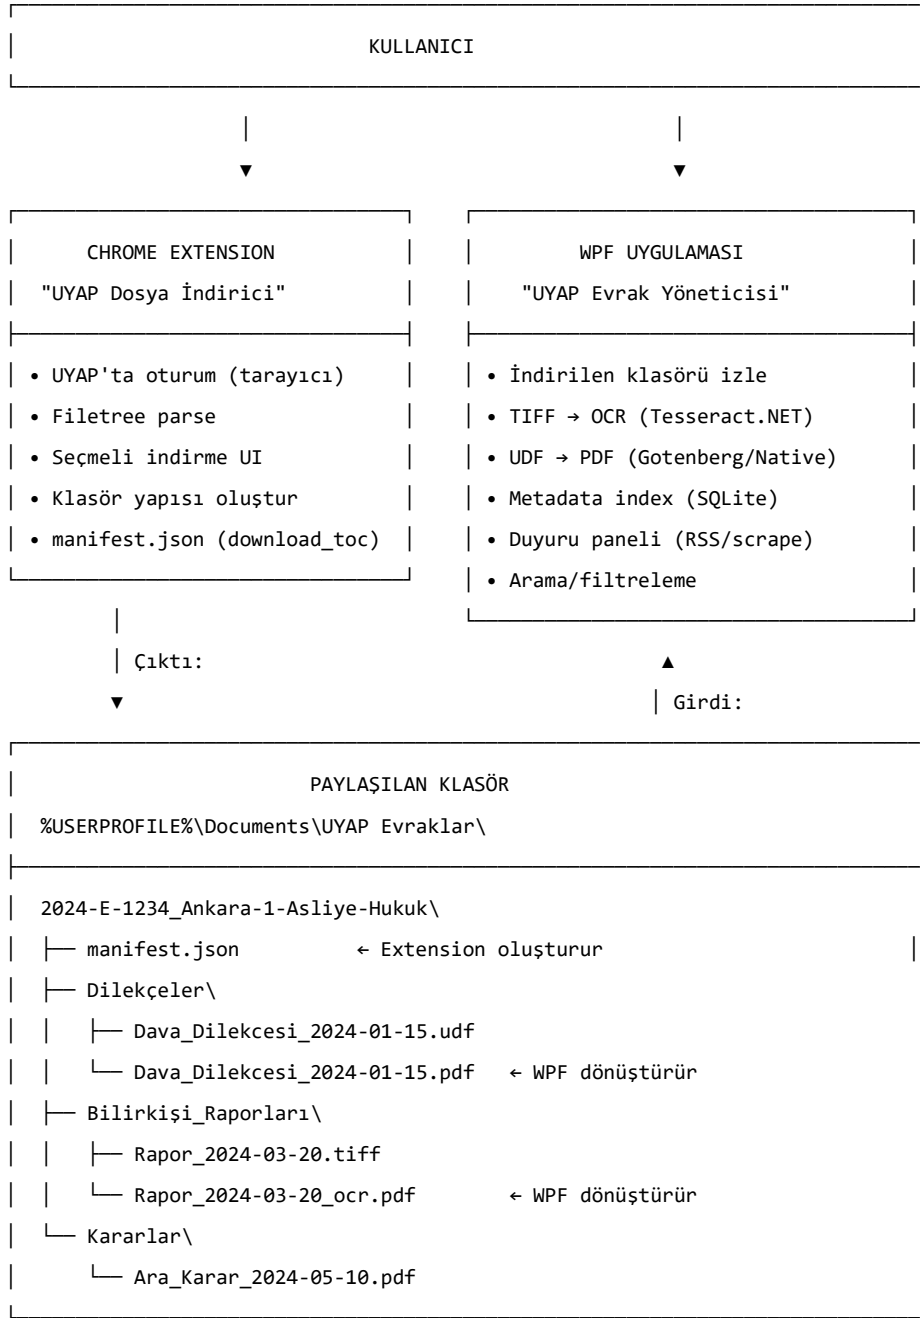 KULLANICI
CHROME EXTENSION
"UYAP Dosya İndirici"
• UYAP'ta oturum (tarayıcı)
• Filetree parse
• Seçmeli indirme UI
• Klasör yapısı oluştur
• manifest.json (download_toc)
WPF UYGULAMASI
"UYAP Evrak Yöneticisi"
• İndirilen klasörü izle
• TIFF → OCR (Tesseract.NET)
• UDF → PDF (Gotenberg/Native)
• Metadata index (SQLite)
• Duyuru paneli (RSS/scrape)
• Arama/filtreleme
Çıktı:
Girdi:
PAYLAŞILAN KLASÖR
%USERPROFILE%\Documents\UYAP Evraklar\
2024-E-1234_Ankara-1-Asliye-Hukuk\
├── manifest.json ← Extension oluşturur
├── Dilekçeler\
│ ├── Dava_Dilekcesi_2024-01-15.udf
│ └── Dava_Dilekcesi_2024-01-15.pdf ← WPF dönüştürür
├── Bilirkişi_Raporları\
│ ├── Rapor_2024-03-20.tiff
│ └── Rapor_2024-03-20_ocr.pdf ← WPF dönüştürür
└── Kararlar\
└── Ara_Karar_2024-05-10.pdf